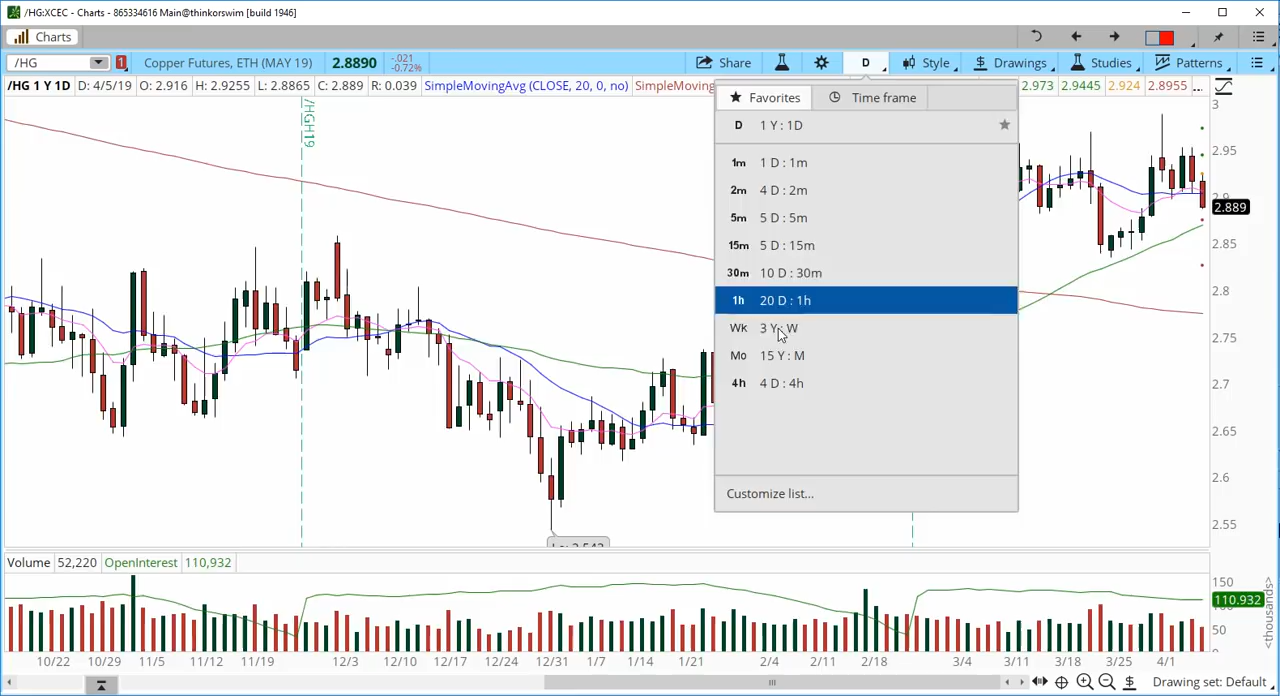 /HG:XCEC - Charts - 865334616 Main@thinkorswim [build 1946]
Charts
/HG 1 Copper Futures, ETH (MAY 19) 2.8890 -.021 -0.72% Share D Style Drawings Studies Patterns
/HG 1 Y 1D D: 4/5/19 O: 2.916 H: 2.9255 L: 2.8865 C: 2.889 R: 0.039 SimpleMovingAvg (CLOSE, 20, 0, no) SimpleMoving 2.973 2.9445 2.924 2.8955 ...
Favorites Time frame
D 1 Y : 1D
1m 1 D : 1m
2m 4 D : 2m
5m 5 D : 5m
15m 5 D : 15m
30m 10 D : 30m
1h 20 D : 1h
Wk 3 Y : W
Mo 15 Y : M
4h 4 D : 4h
Customize list...
/HGH19
3
2.95
2.9
2.889
2.85
2.8
2.75
2.7
2.65
2.6
2.55
Volume 52,220 OpenInterest 110,932
150
110.932
50
0
<thousands>
10/22 10/29 11/5 11/12 11/19 12/3 12/10 12/17 12/24 12/31 1/7 1/14 1/21 2/4 2/11 2/18 3/4 3/11 3/18 3/25 4/1
Drawing set: Default